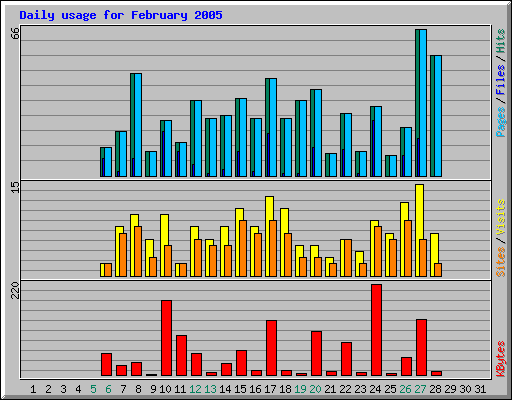 Daily usage for February 2005
66
Pages / Files / Hits
15
Sites / Visits
220
KBytes
1 2 3 4 5 6 7 8 9 10 11 12 13 14 15 16 17 18 19 20 21 22 23 24 25 26 27 28 29 30 31